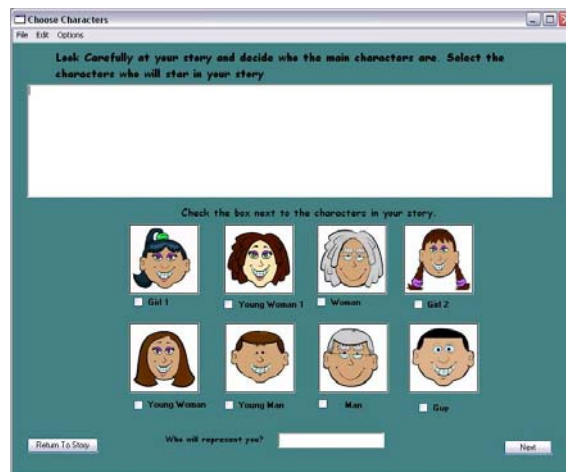 Choose Characters
File Edit Options
Look Carefully at your story and decide who the main characters are. Select the
characters who will star in your story
Check the box next to the characters in your story.
Girl 1 Young Woman 1 Woman Girl 2
Young Woman Young Man Man Guy
Who will represent you?
Return To Story Next